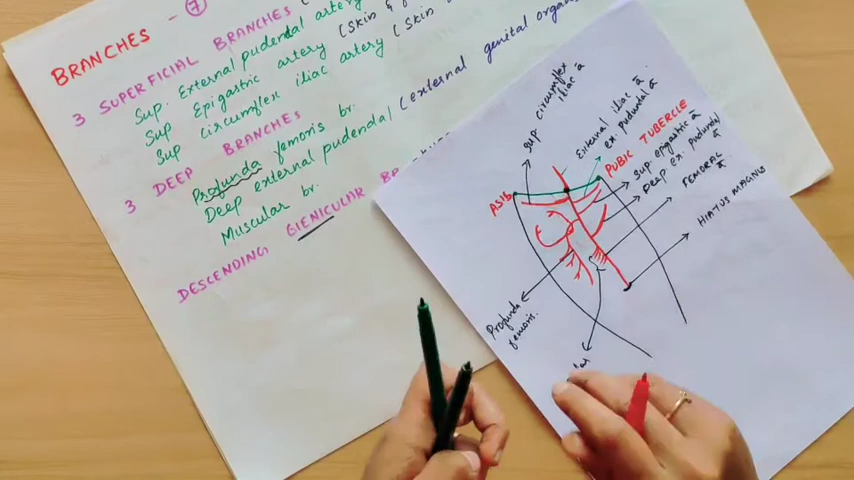 BRANCHES - 7
3 SUPERFICIAL BRANCHES (
Sup. External pudendal artery
Sup Epigastric artery (Skin &
Sup circumflex iliac artery (Skin
3 DEEP BRANCHES
Profunda femoris br.
Deep external pudendal (external genital organ
Muscular br.
DESCENDING GIENICULAR
sup circumflex
iliac a
External iliac a
ex pudendal a
PUBIC TUBERCLE
Sup. epigastric a
Deep ex. pudendal
a
FEMORAL
a
HIATUS MAGNUS
ASIS
Profunda
femoris.